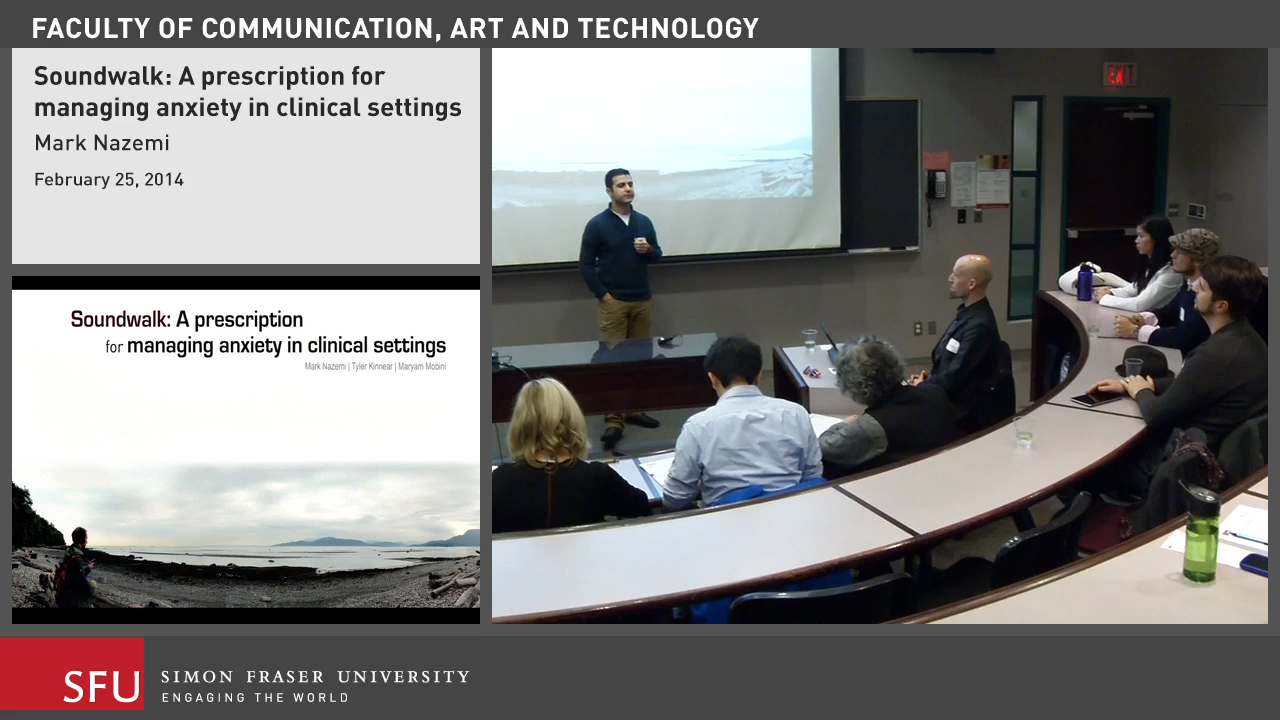 FACULTY OF COMMUNICATION, ART AND TECHNOLOGY
Soundwalk: A prescription for
managing anxiety in clinical settings
Mark Nazemi
February 25, 2014
Soundwalk: A prescription
for managing anxiety in clinical settings
Mark Nazemi | Tyler Kinnear | Maryam Mobini
EXIT
SFU
SIMON FRASER UNIVERSITY
ENGAGING THE WORLD